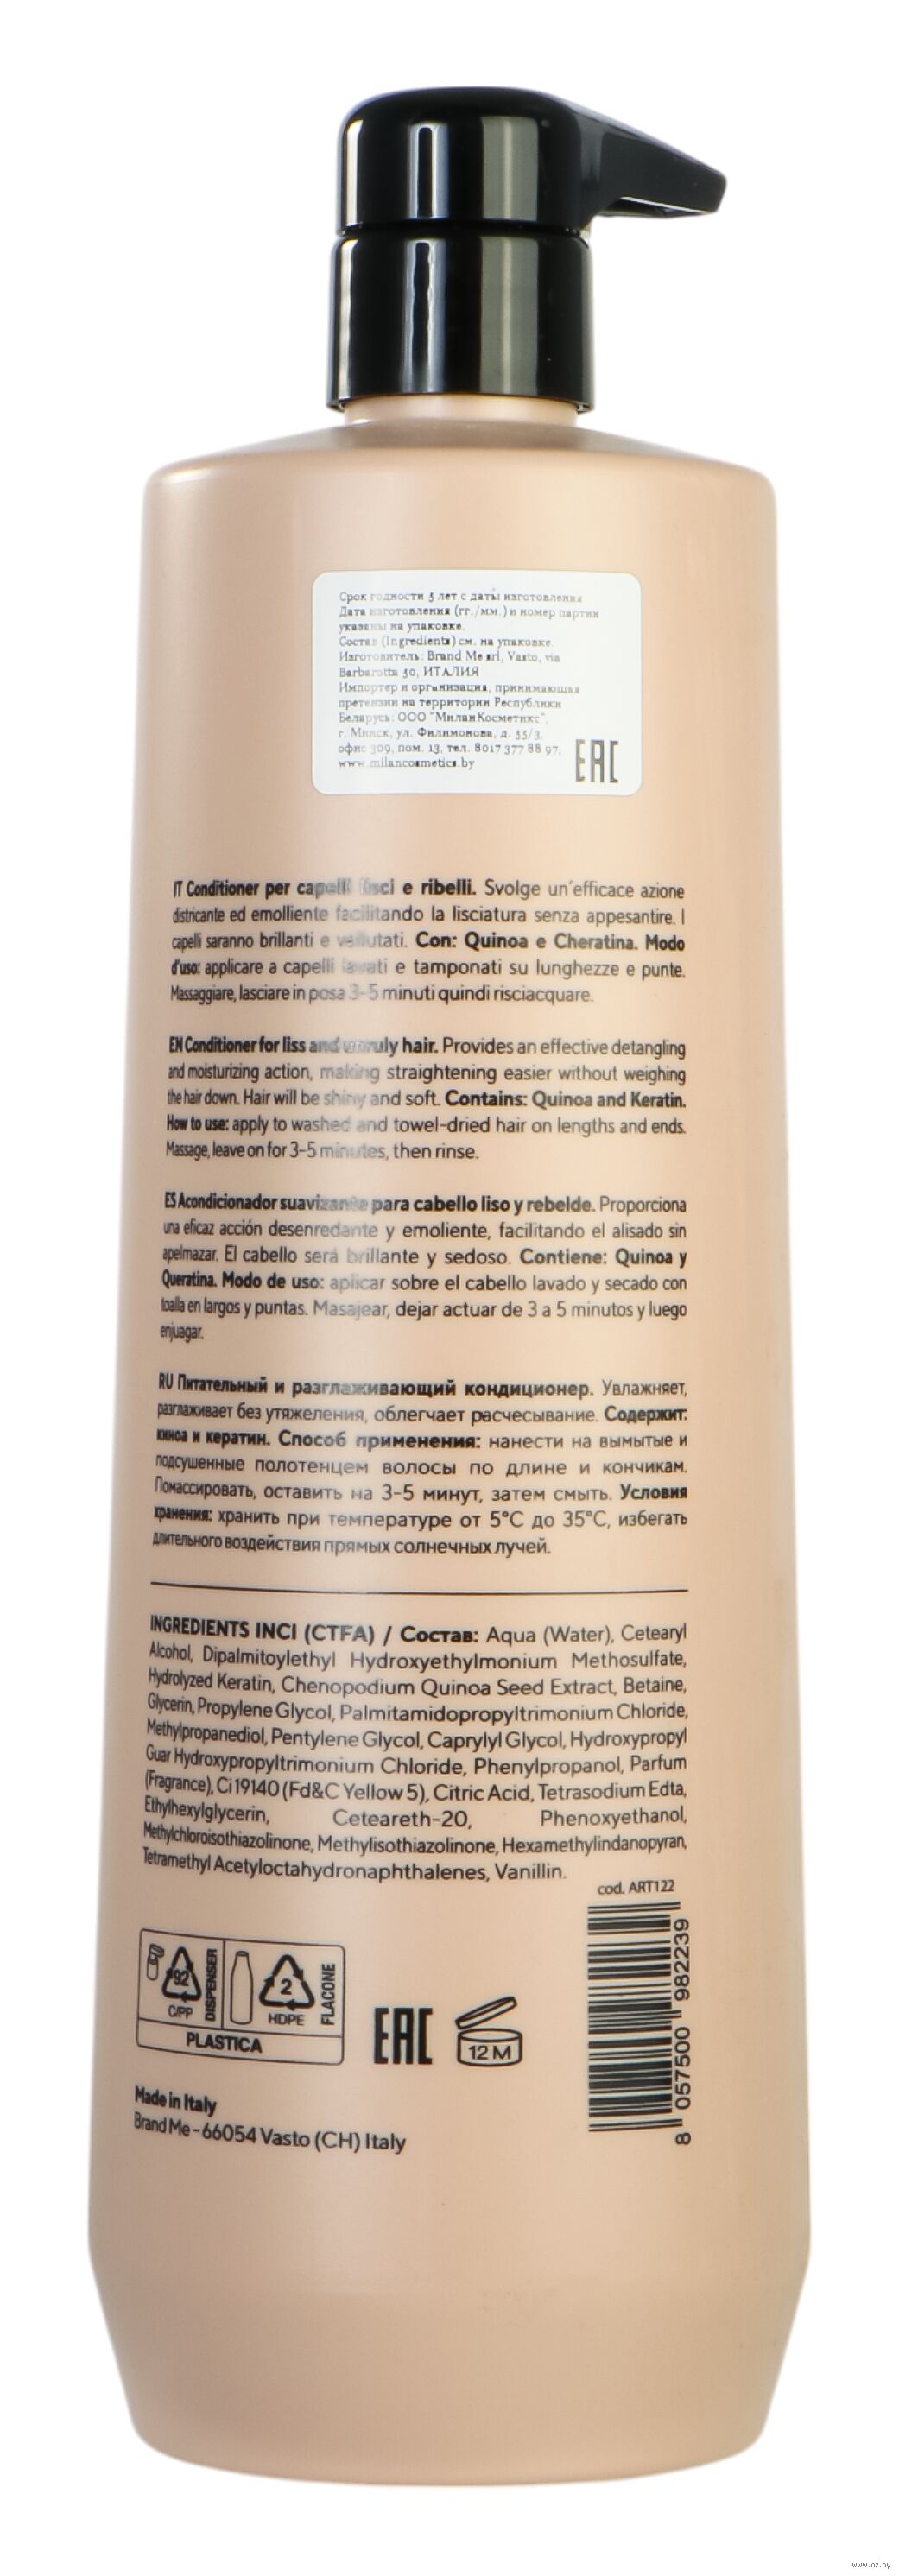 Срок годности 3 лет с даты изготовления
Дата изготовления (гг./мм.) и номер партии
указаны на упаковке.
Состав (Ingredients) см. на упаковке.
Изготовитель: Brand Me srl, Vasto, via
Barbarotta 50, ИТАЛИЯ
Импортер и организация, принимающая
претензии на территории Республики
Беларусь: ООО "МиланКосметикс",
г. Минск, ул. Филимонова, д. 55/3,
офис 309, пом. 13, тел. 8017 377 88 97,
www.milancosmetics.by
EAC
IT Conditioner per capelli lisci e ribelli. Svolge un'efficace azione
districante ed emolliente facilitando la lisciatura senza appesantire. I
capelli saranno brillanti e vellutati. Con: Quinoa e Cheratina. Modo
d'uso: applicare a capelli lavati e tamponati su lunghezze e punte.
Massaggiare, lasciare in posa 3-5 minuti quindi risciacquare.
EN Conditioner for liss and unruly hair. Provides an effective detangling
and moisturizing action, making straightening easier without weighing
the hair down. Hair will be shiny and soft. Contains: Quinoa and Keratin.
How to use: apply to washed and towel-dried hair on lengths and ends.
Massage, leave on for 3-5 minutes, then rinse.
ES Acondicionador suavizante para cabello liso y rebelde. Proporciona
una eficaz acción desenredante y emoliente, facilitando el alisado sin
apelmazar. El cabello será brillante y sedoso. Contiene: Quinoa y
Queratina. Modo de uso: aplicar sobre el cabello lavado y secado con
toalla en largos y puntas. Masajear, dejar actuar de 3 a 5 minutos y luego
enjuagar.
RU Питательный и разглаживающий кондиционер. Увлажняет,
разглаживает без утяжеления, облегчает расчесывание. Содержит:
киноа и кератин. Способ применения: нанести на вымытые и
подсушенные полотенцем волосы по длине и кончикам.
Помассировать, оставить на 3-5 минут, затем смыть. Условия
хранения: хранить при температуре от 5°C до 35°C, избегать
длительного воздействия прямых солнечных лучей.
INGREDIENTS INCI (CTFA) / Состав: Aqua (Water), Cetearyl
Alcohol, Dipalmitoylethyl Hydroxyethylmonium Methosulfate,
Hydrolyzed Keratin, Chenopodium Quinoa Seed Extract, Betaine,
Glycerin, Propylene Glycol, Palmitamidopropyltrimonium Chloride,
Methylpropanediol, Pentylene Glycol, Caprylyl Glycol, Hydroxypropyl
Guar Hydroxypropyltrimonium Chloride, Phenylpropanol, Parfum
(Fragrance), Ci 19140 (Fd&C Yellow 5), Citric Acid, Tetrasodium Edta,
Ethylhexylglycerin, Ceteareth-20, Phenoxyethanol,
Methylchloroisothiazolinone, Methylisothiazolinone, Hexamethylindanopyran,
Tetramethyl Acetyloctahydronaphthalenes, Vanillin.
cod. ART122
92
C/PP
DISPENSER
2
HDPE
FLACONE
PLASTICA
EAC
12 M
8 057500 982239
Made in Italy
Brand Me - 66054 Vasto (CH) Italy
www.oz.by